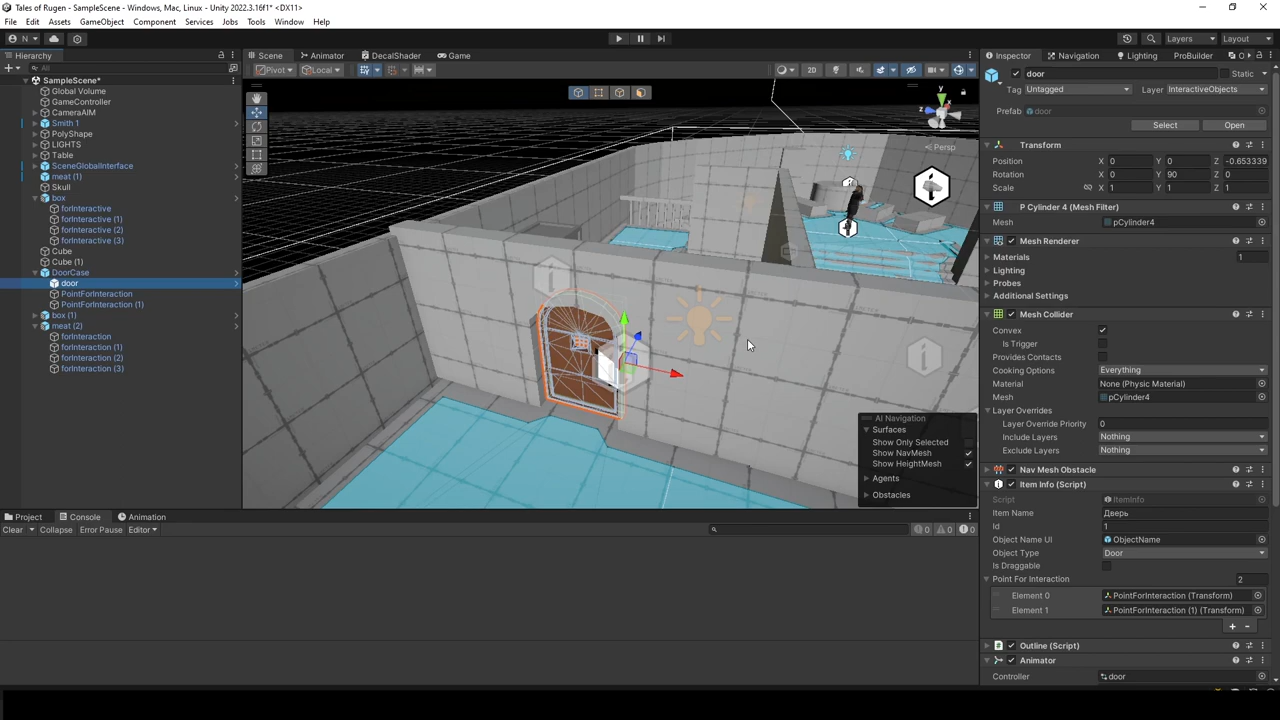 Tales of Rugen - SampleScene - Windows, Mac, Linux - Unity 2022.3.16f1* <DX11>
File Edit Assets GameObject Component Services Jobs Tools Window Help
N Layers Layout
Hierarchy
All
SampleScene*
Global Volume
GameController
CameraAIM
Smith 1
PolyShape
LIGHTS
Table
SceneGlobalInterface
meat (1)
Skull
box
forInteractive
forInteractive (1)
forInteractive (2)
forInteractive (3)
Cube
Cube (1)
DoorCase
door
PointForInteraction
PointForInteraction (1)
box (1)
meat (2)
forInteraction
forInteraction (1)
forInteraction (2)
forInteraction (3)
Scene Animator DecalShader Game
Pivot Local 2D
y
x
z
Persp
AI Navigation
Surfaces
Show Only Selected
Show NavMesh
Show HeightMesh
Agents
Obstacles
Project Console Animation
Clear Collapse Error Pause Editor 0 0 0
Inspector Navigation Lighting ProBuilder O
door Static
Tag Untagged Layer InteractiveObjects
Prefab door
Select Open
Transform
Position X 0 Y 0 Z -0.653339
Rotation X 0 Y 90 Z 0
Scale X 1 Y 1 Z 1
P Cylinder 4 (Mesh Filter)
Mesh pCylinder4
Mesh Renderer
Materials 1
Lighting
Probes
Additional Settings
Mesh Collider
Convex
Is Trigger
Provides Contacts
Cooking Options Everything
Material None (Physic Material)
Mesh pCylinder4
Layer Overrides
Layer Override Priority 0
Include Layers Nothing
Exclude Layers Nothing
Nav Mesh Obstacle
Item Info (Script)
Script ItemInfo
Item Name Дверь
Id 1
Object Name UI ObjectName
Object Type Door
Is Draggable
Point For Interaction 2
Element 0 PointForInteraction (Transform)
Element 1 PointForInteraction (1) (Transform)
+ -
Outline (Script)
Animator
Controller door